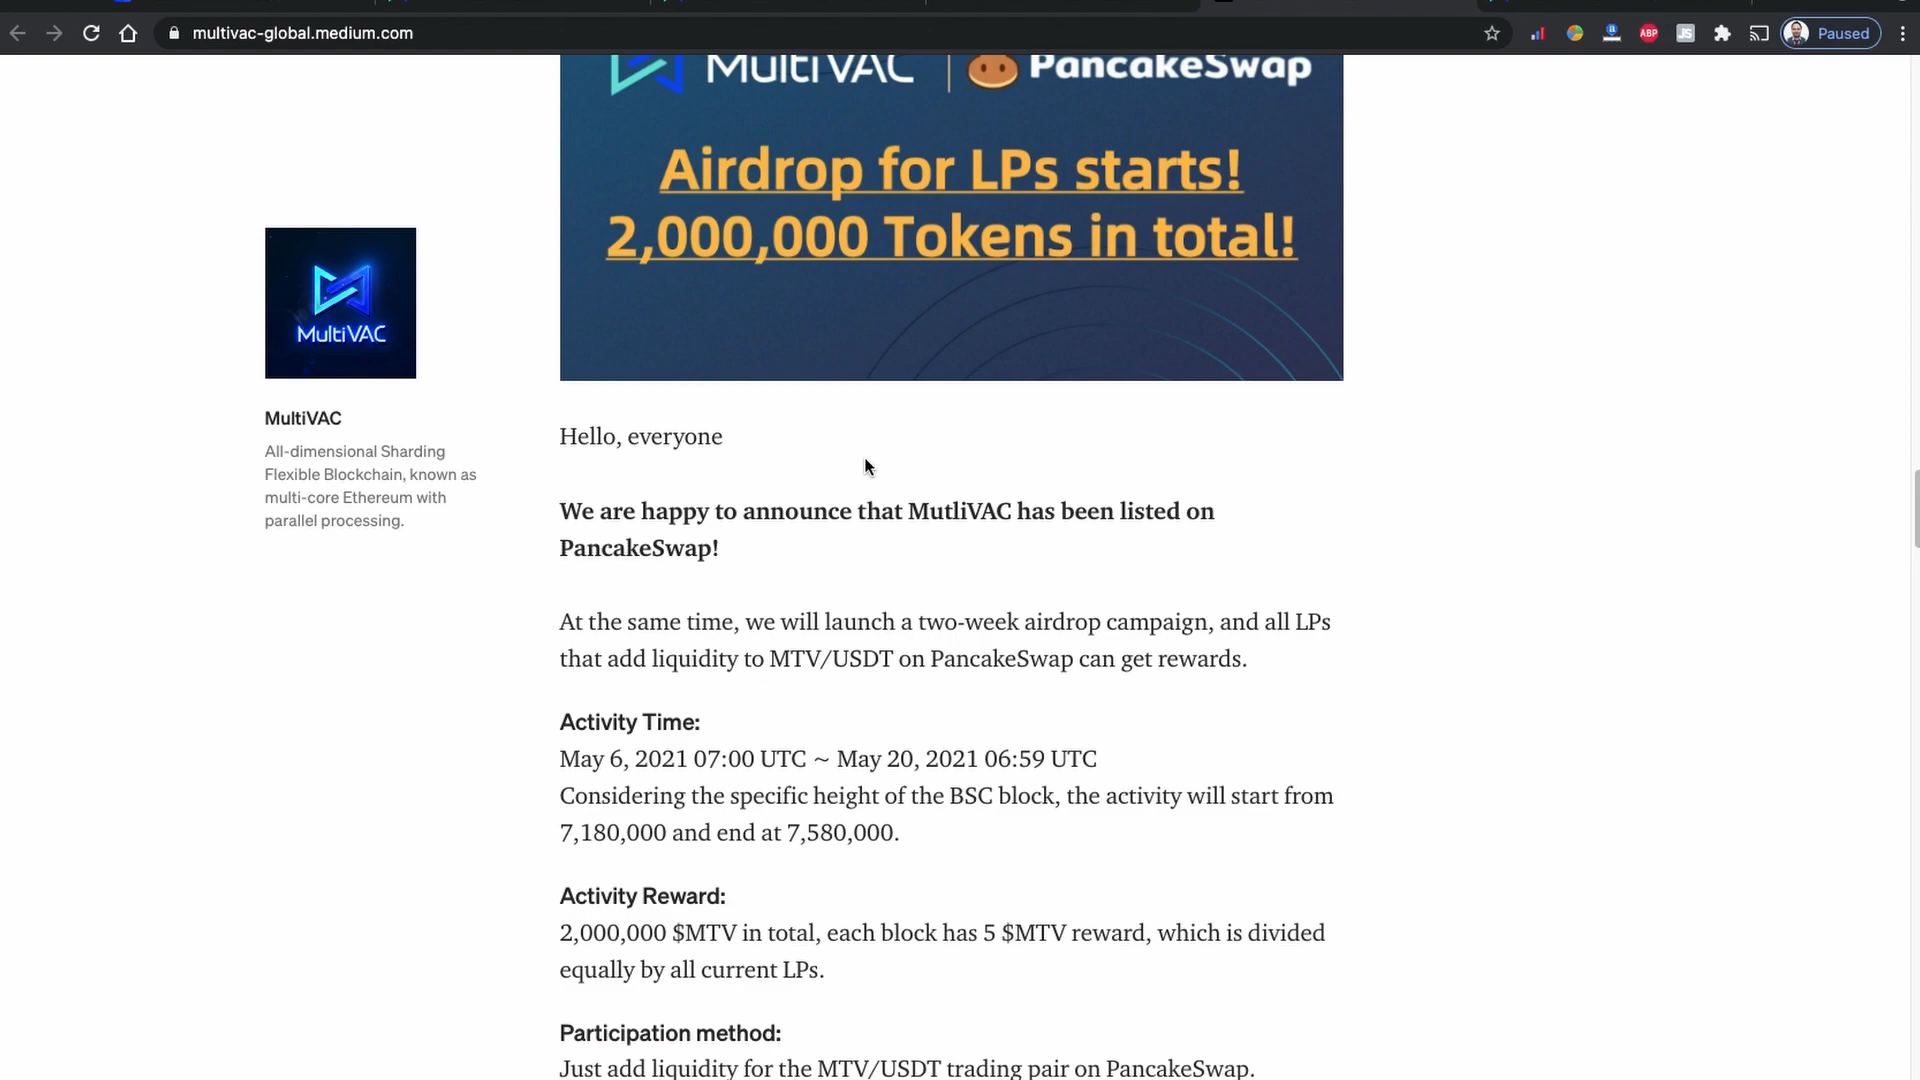 multivac-global.medium.com
ABP
JS
Paused
MultiVAC | PancakeSwap
Airdrop for LPs starts!
2,000,000 Tokens in total!
MultiVAC
MultiVAC
All-dimensional Sharding
Flexible Blockchain, known as
multi-core Ethereum with
parallel processing.
Hello, everyone
We are happy to announce that MutliVAC has been listed on
PancakeSwap!
At the same time, we will launch a two-week airdrop campaign, and all LPs
that add liquidity to MTV/USDT on PancakeSwap can get rewards.
Activity Time:
May 6, 2021 07:00 UTC ~ May 20, 2021 06:59 UTC
Considering the specific height of the BSC block, the activity will start from
7,180,000 and end at 7,580,000.
Activity Reward:
2,000,000 $MTV in total, each block has 5 $MTV reward, which is divided
equally by all current LPs.
Participation method:
Just add liquidity for the MTV/USDT trading pair on PancakeSwap.